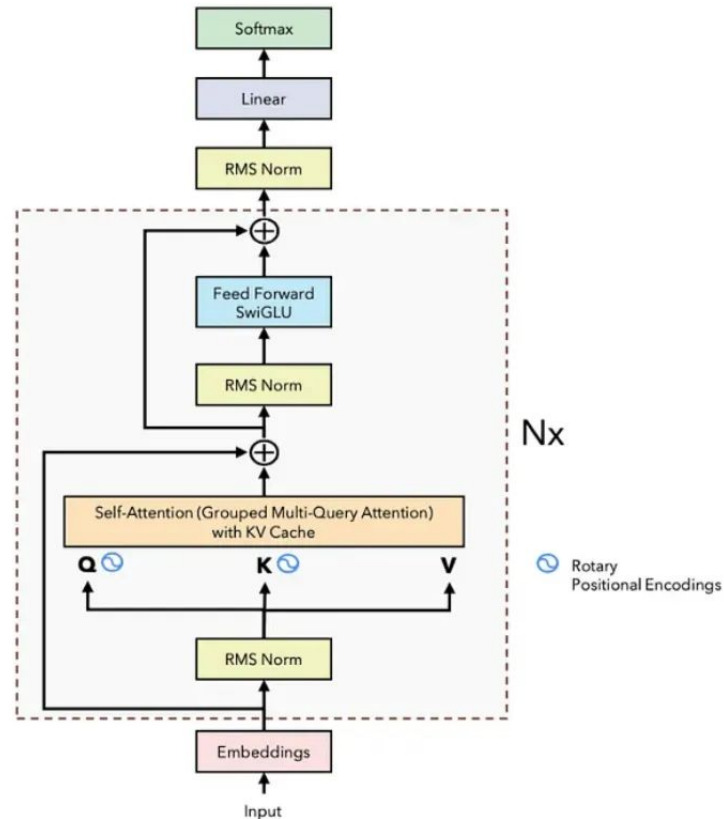 Softmax
Linear
RMS Norm
Feed Forward
SwiGLU
RMS Norm
Nx
Self-Attention (Grouped Multi-Query Attention)
with KV Cache
Q K V
Rotary
Positional Encodings
RMS Norm
Embeddings
Input